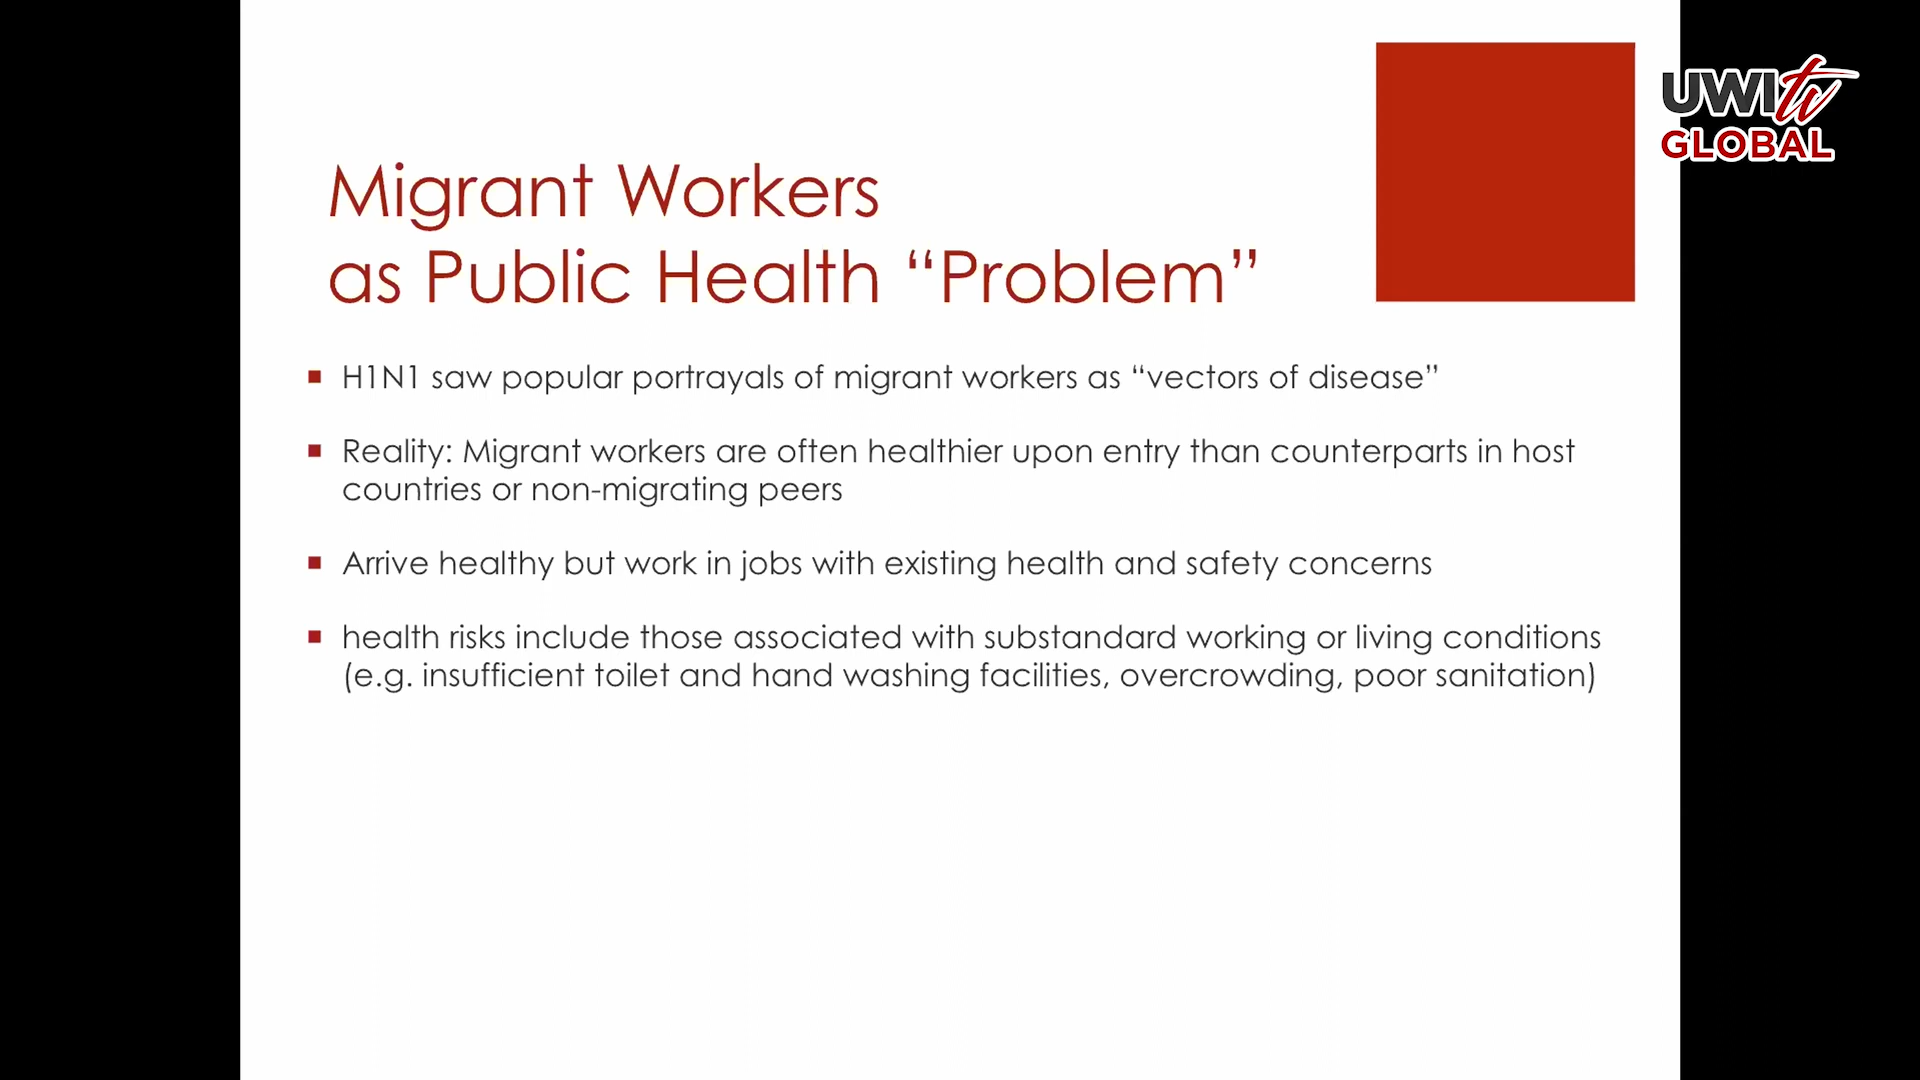 UWItv
GLOBAL
Migrant Workers
as Public Health “Problem”
▪ H1N1 saw popular portrayals of migrant workers as “vectors of disease”
▪ Reality: Migrant workers are often healthier upon entry than counterparts in host
countries or non-migrating peers
▪ Arrive healthy but work in jobs with existing health and safety concerns
▪ health risks include those associated with substandard working or living conditions
(e.g. insufficient toilet and hand washing facilities, overcrowding, poor sanitation)